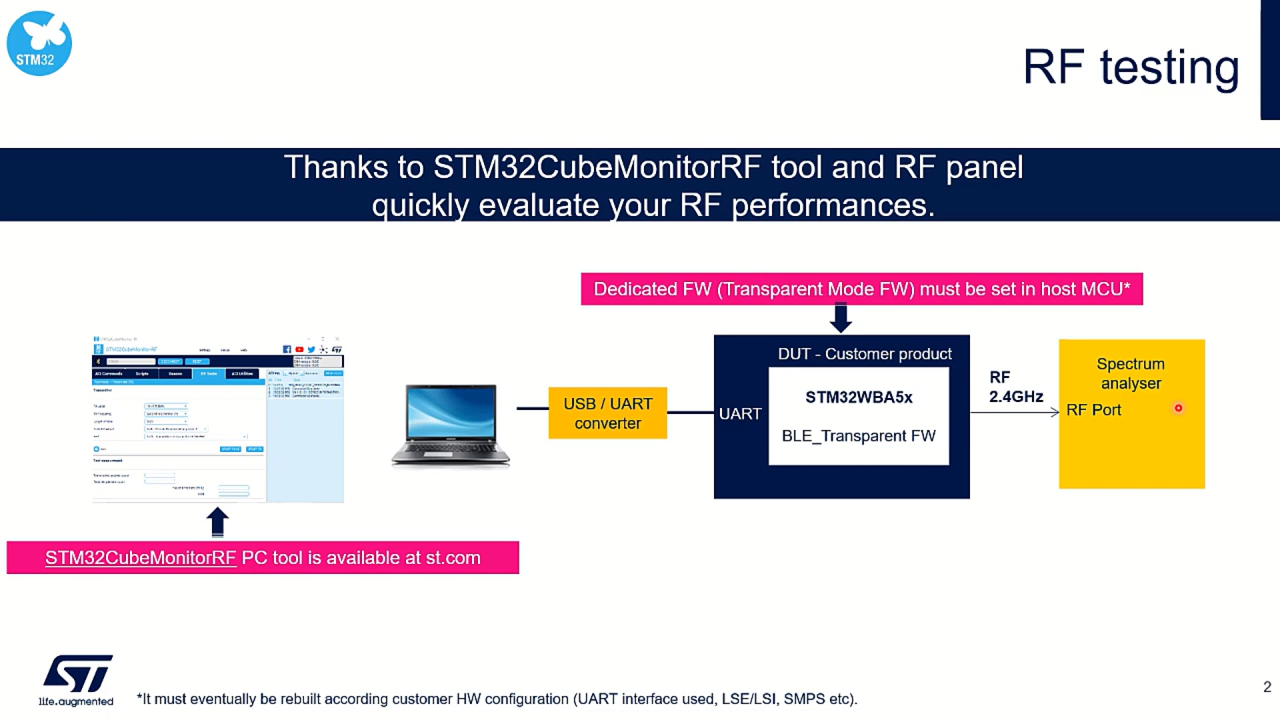 STM32
RF testing
Thanks to STM32CubeMonitorRF tool and RF panel
quickly evaluate your RF performances.
Dedicated FW (Transparent Mode FW) must be set in host MCU*
STM32CubeMonitorRF
DUT - Customer product
STM32WBA5x
BLE_Transparent FW
UART
USB / UART
converter
RF
2.4GHz
Spectrum
analyser
RF Port
STM32CubeMonitorRF PC tool is available at st.com
ST
life.augmented
*It must eventually be rebuilt according customer HW configuration (UART interface used, LSE/LSI, SMPS etc).
2